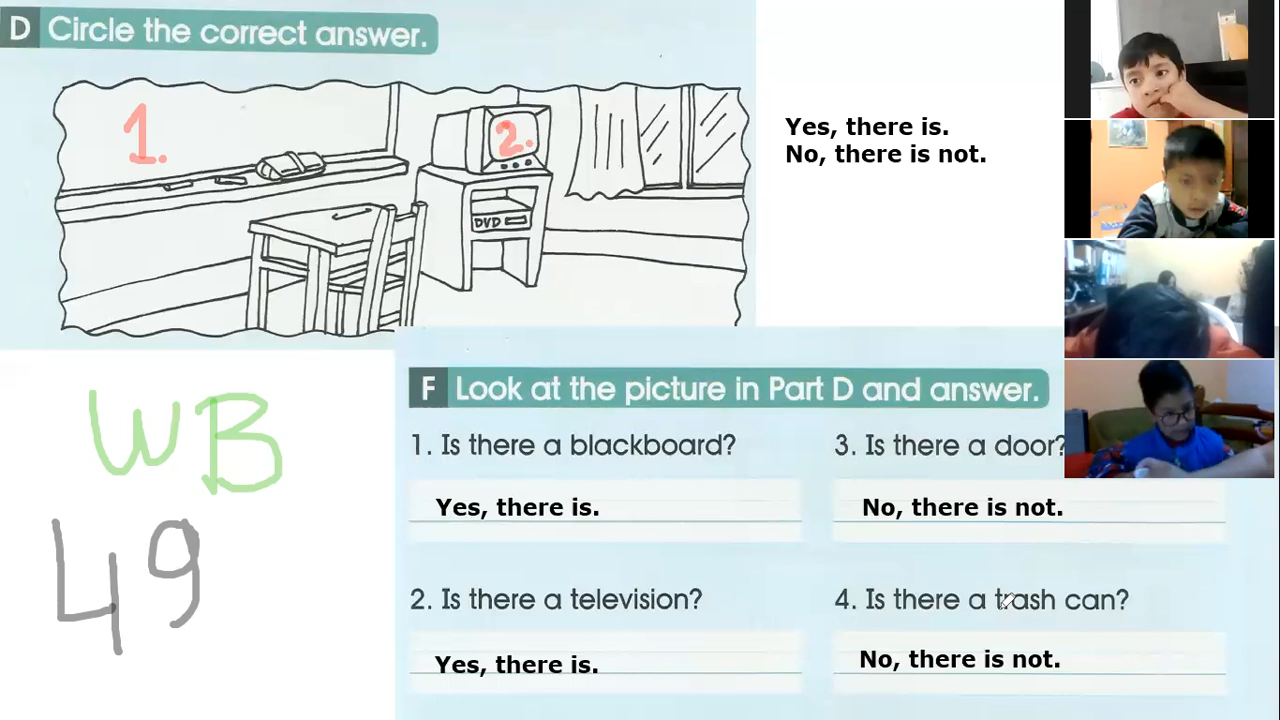 D Circle the correct answer.
1.
2.
DVD
Yes, there is.
No, there is not.
WB
49
F Look at the picture in Part D and answer.
1. Is there a blackboard?
Yes, there is.
2. Is there a television?
Yes, there is.
3. Is there a door?
No, there is not.
4. Is there a trash can?
No, there is not.